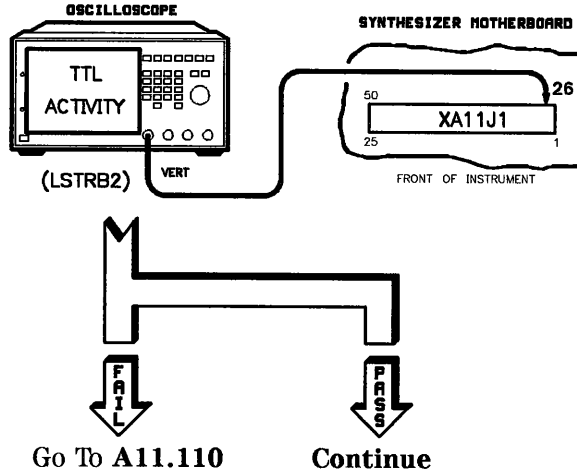 OSCILLOSCOPE
SYNTHESIZER MOTHERBOARD
TTL
ACTIVITY
50
26
XA11J1
25
1
(LSTRB2)
VERT
FRONT OF INSTRUMENT
FAIL
PASS
Go To A11.110
Continue